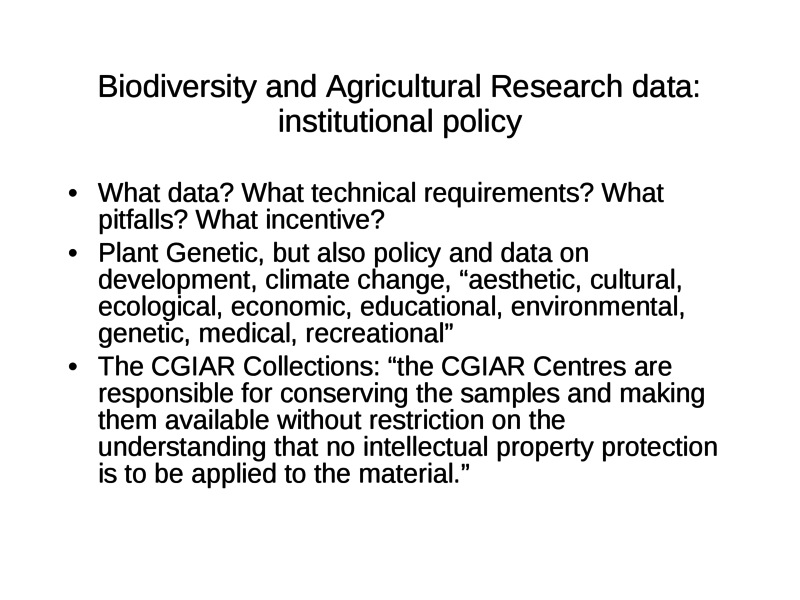 Biodiversity and Agricultural Research data:
institutional policy
• What data? What technical requirements? What
pitfalls? What incentive?
• Plant Genetic, but also policy and data on
development, climate change, “aesthetic, cultural,
ecological, economic, educational, environmental,
genetic, medical, recreational”
• The CGIAR Collections: “the CGIAR Centres are
responsible for conserving the samples and making
them available without restriction on the
understanding that no intellectual property protection
is to be applied to the material.”